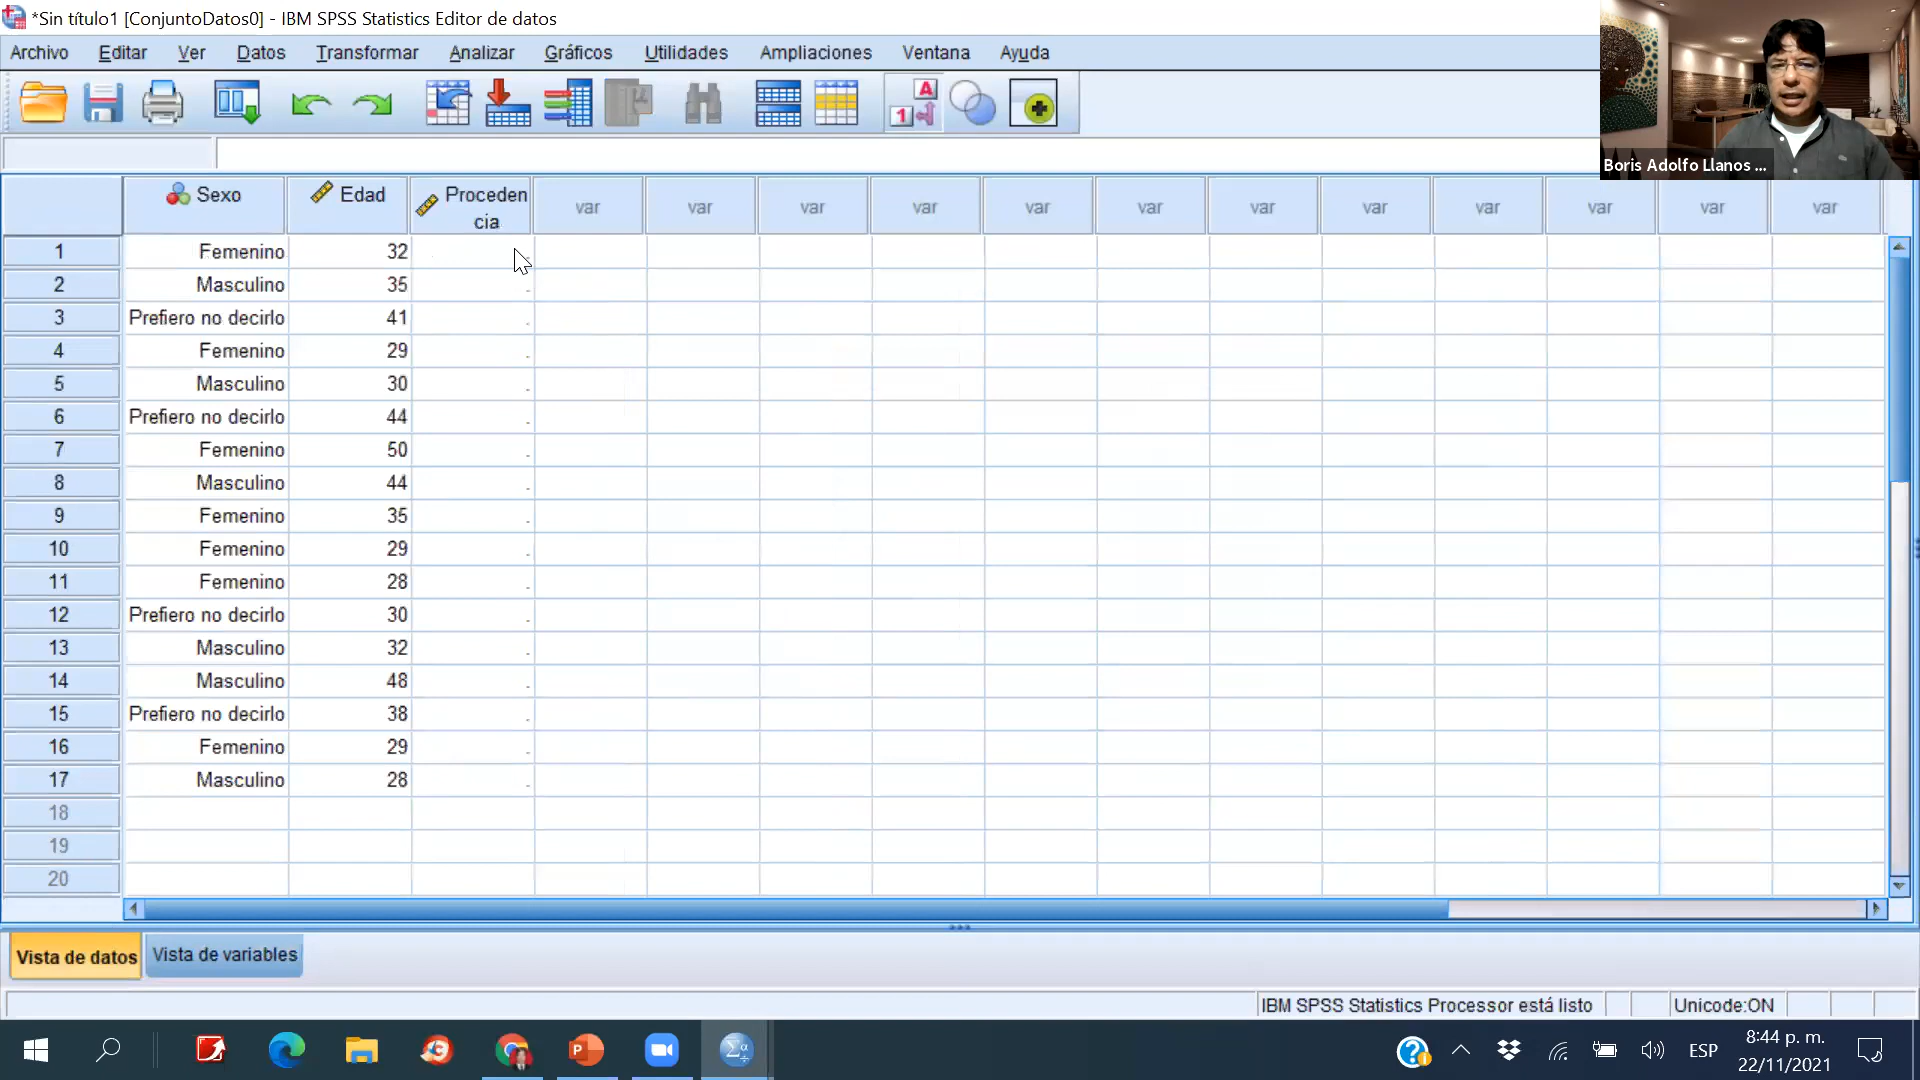 *Sin título1 [ConjuntoDatos0] - IBM SPSS Statistics Editor de datos
Archivo Editar Ver Datos Transformar Analizar Gráficos Utilidades Ampliaciones Ventana Ayuda
Boris Adolfo Llanos ...
Sexo Edad Proceden cia var var var var var var var var var var var var
1 Femenino 32 .
2 Masculino 35 .
3 Prefiero no decirlo 41 .
4 Femenino 29 .
5 Masculino 30 .
6 Prefiero no decirlo 44 .
7 Femenino 50 .
8 Masculino 44 .
9 Femenino 35 .
10 Femenino 29 .
11 Femenino 28 .
12 Prefiero no decirlo 30 .
13 Masculino 32 .
14 Masculino 48 .
15 Prefiero no decirlo 38 .
16 Femenino 29 .
17 Masculino 28 .
18
19
20
Vista de datos Vista de variables
IBM SPSS Statistics Processor está listo Unicode:ON
ESP 8:44 p. m.
22/11/2021